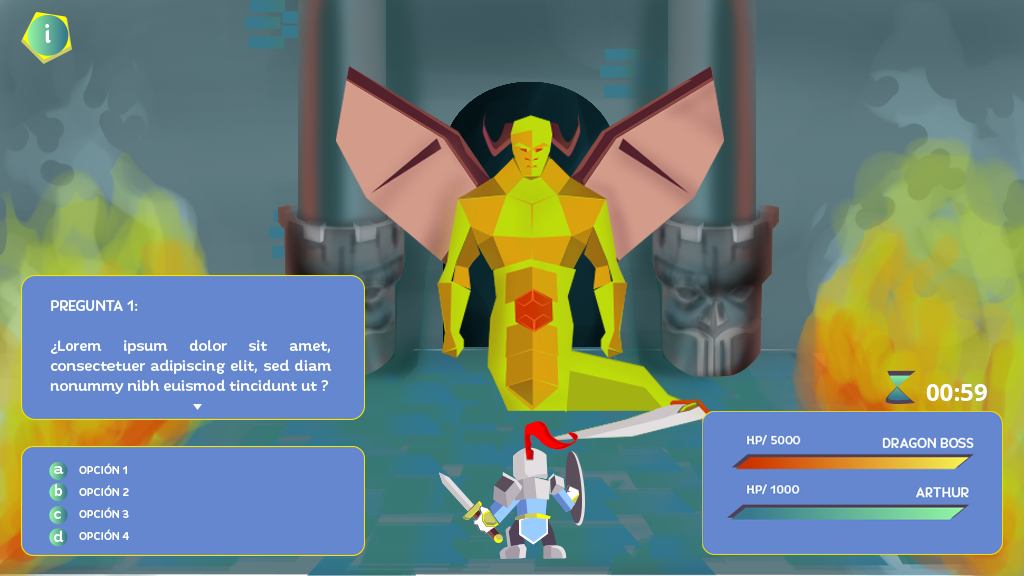 i
PREGUNTA 1:
¿Lorem ipsum dolor sit amet,
consectetuer adipiscing elit, sed diam
nonummy nibh euismod tincidunt ut ?
a OPCIÓN 1
b OPCIÓN 2
c OPCIÓN 3
d OPCIÓN 4
00:59
HP/ 5000 DRAGON BOSS
HP/ 1000 ARTHUR